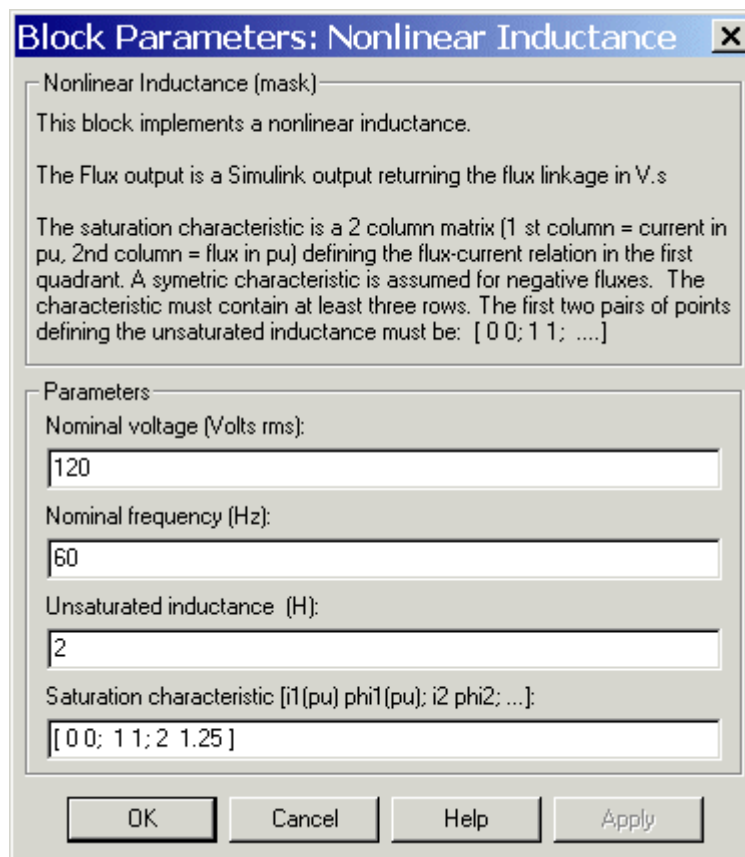 Block Parameters: Nonlinear Inductance
Nonlinear Inductance (mask)
This block implements a nonlinear inductance.
The Flux output is a Simulink output returning the flux linkage in V.s
The saturation characteristic is a 2 column matrix (1 st column = current in
pu, 2nd column = flux in pu) defining the flux-current relation in the first
quadrant. A symetric characteristic is assumed for negative fluxes.  The
characteristic must contain at least three rows. The first two pairs of points
defining the unsaturated inductance must be:  [ 0 0; 1 1;  ....]
Parameters
Nominal voltage (Volts rms):
120
Nominal frequency (Hz):
60
Unsaturated inductance  (H):
2
Saturation characteristic [i1(pu) phi1(pu); i2 phi2; ...]:
[ 0 0;  1 1; 2  1.25 ]
OK Cancel Help Apply